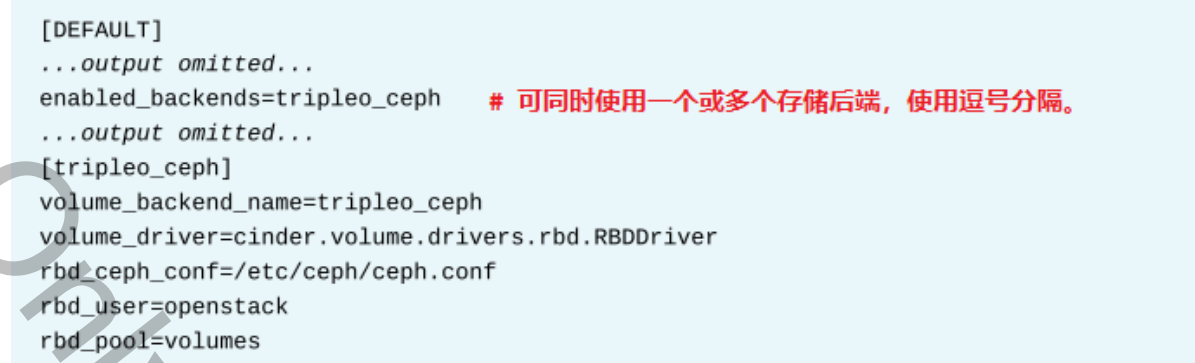 [DEFAULT]
...output omitted...
enabled_backends=tripleo_ceph # 可同时使用一个或多个存储后端，使用逗号分隔。
...output omitted...
[tripleo_ceph]
volume_backend_name=tripleo_ceph
volume_driver=cinder.volume.drivers.rbd.RBDDriver
rbd_ceph_conf=/etc/ceph/ceph.conf
rbd_user=openstack
rbd_pool=volumes